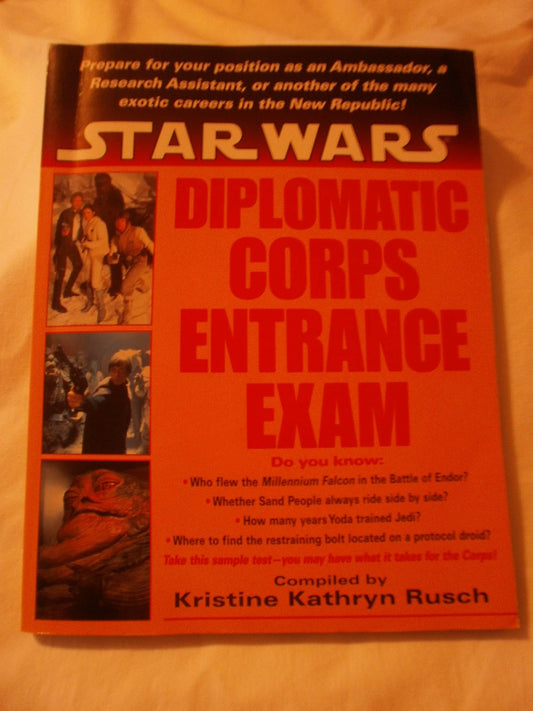 Prepare for your position as an Ambassador, a
Research Assistant, or another of the many
exotic careers in the New Republic!
STAR WARS
DIPLOMATIC
CORPS
ENTRANCE
EXAM
Do you know:
• Who flew the Millennium Falcon in the Battle of Endor?
• Whether Sand People always ride side by side?
• How many years Yoda trained Jedi?
• Where to find the restraining bolt located on a protocol droid?
Take this sample test—you may have what it takes for the Corps!
Compiled by
Kristine Kathryn Rusch